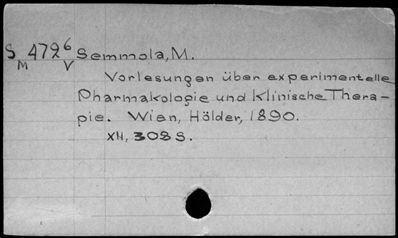 S 4726 Semmola, M.
M V
Vorlesungen über experimentelle
Pharmakologie und Klinische Thera-
pie. Wien, Hölder, 1890.
XII, 308 S.